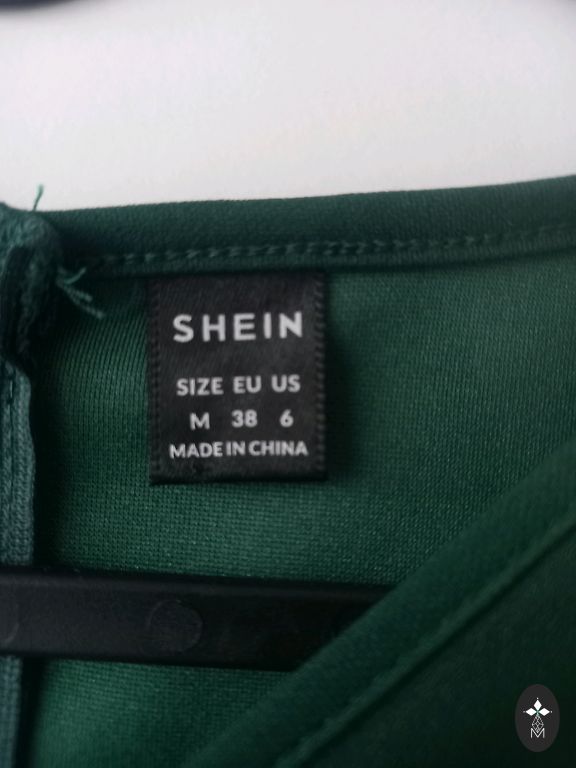 SHEIN
SIZE EU US
M 38 6
MADE IN CHINA
M